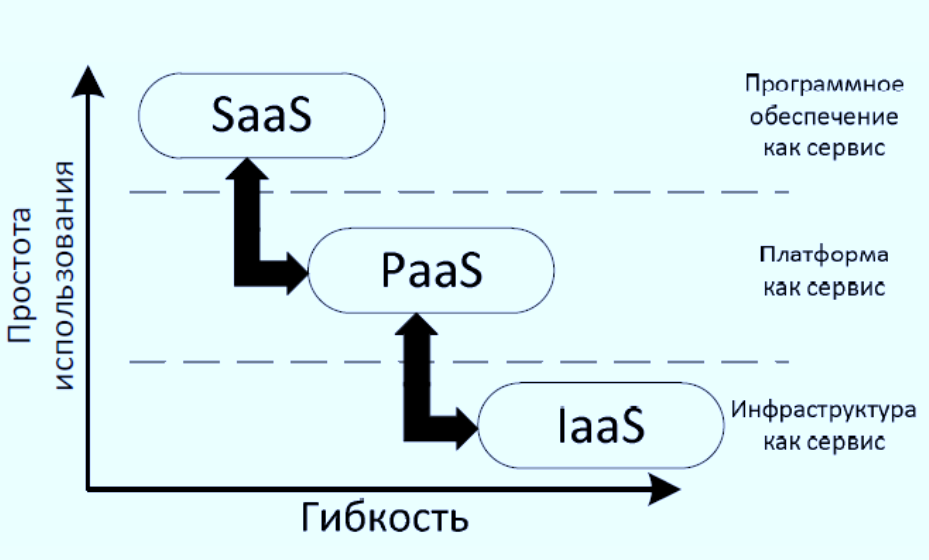 SaaS
Программное
обеспечение
как сервис
Простота
использования
PaaS
Платформа
как сервис
IaaS
Инфраструктура
как сервис
Гибкость